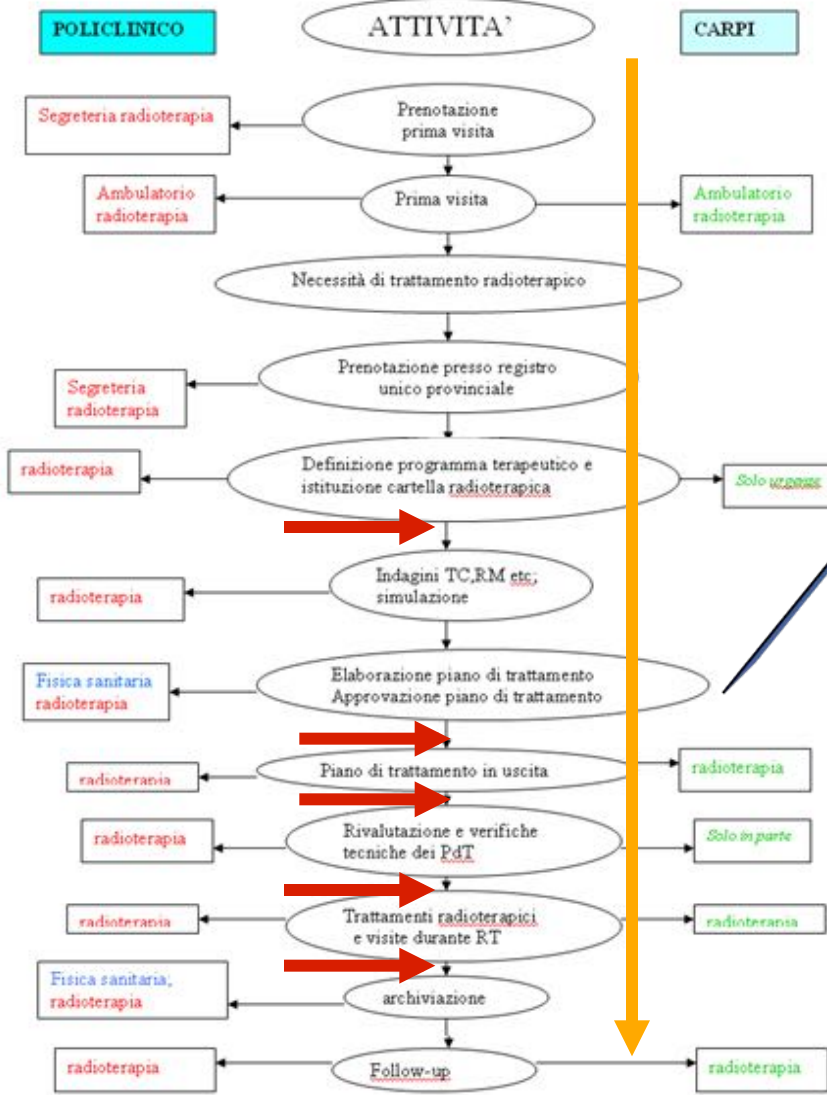 POLICLINICO
ATTIVITA'
CARPI
Segreteria radioterapia
Prenotazione
prima visita
Ambulatorio
radioterapia
Prima visita
Ambulatorio
radioterapia
Necessità di trattamento radioterapico
Segreteria
radioterapia
Prenotazione presso registro
unico provinciale
radioterapia
Definizione programma terapeutico e
istituzione cartella radioterapica
Solo
radioterapia
Indagini TC,RM etc;
simulazione
Fisica sanitaria
radioterapia
Elaborazione piano di trattamento
Approvazione piano di trattamento
radioterapia
Piano di trattamento in uscita
radioterapia
radioterapia
Rivalutazione e verifiche
tecniche dei PdT
Solo in parte
radioterapia
Trattamenti radioterapici
e visite durante RT
radioterapia
Fisica sanitaria;
radioterapia
archiviazione
radioterapia
Follow-up
radioterapia